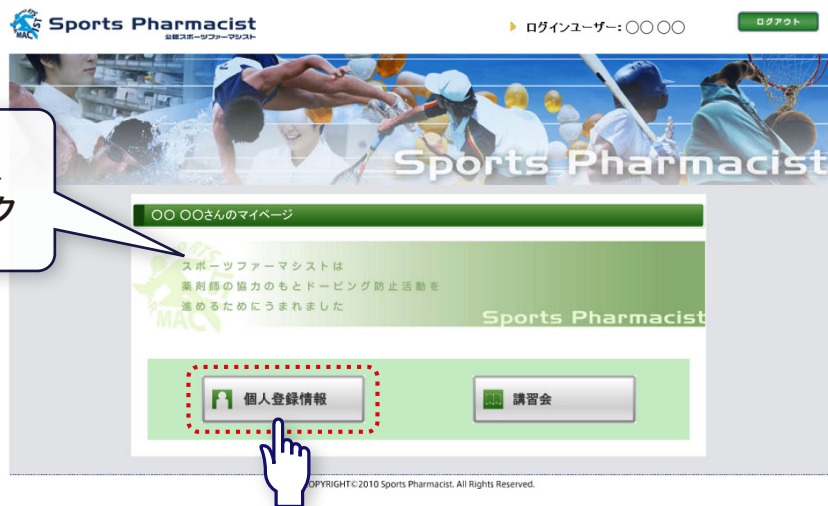 Sports Pharmacist
公認スポーツファーマシスト
ログインユーザー:〇〇 〇〇
ログアウト
Sports Pharmacist
ク
〇〇 〇〇さんのマイページ
スポーツファーマシストは
薬剤師の協力のもとドーピング防止活動を
進めるためにうまれました
Sports Pharmacist
個人登録情報
講習会
OPYRIGHT©2010 Sports Pharmacist. All Rights Reserved.